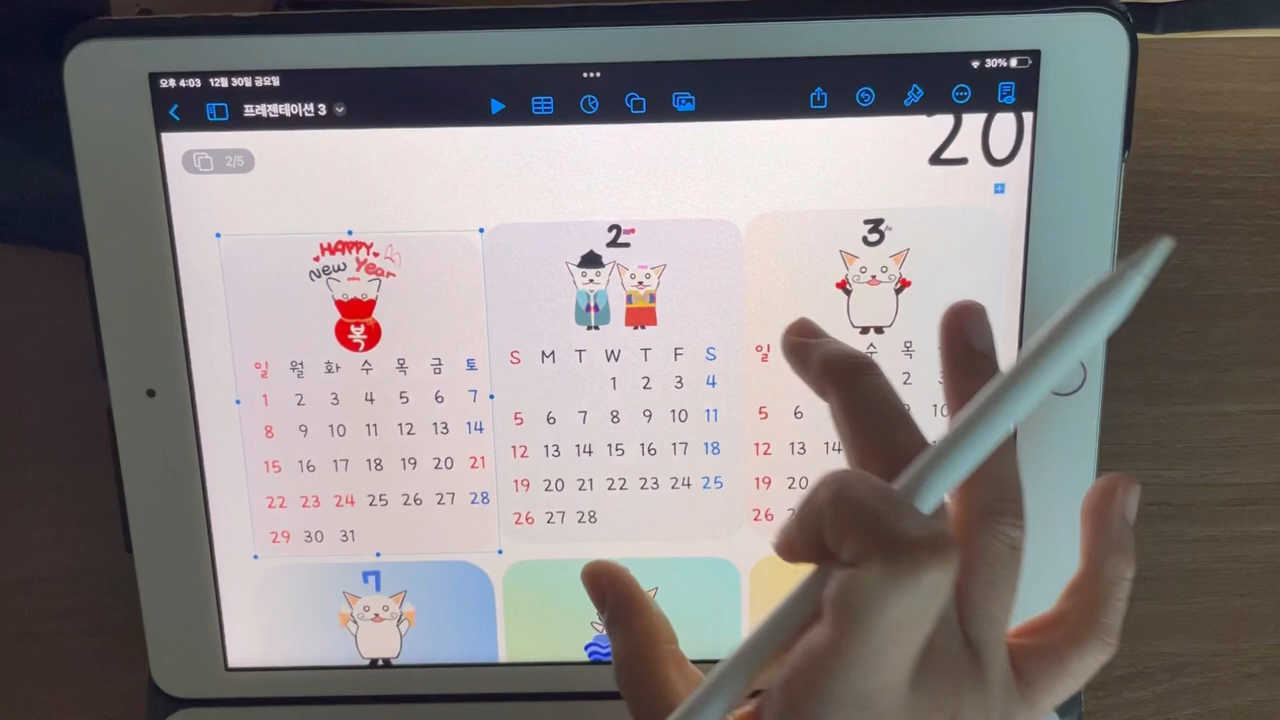 오후 4:03 12월 30일 금요일
30%
프레젠테이션 3
20
2/5
HAPPY
New Year
복
일 월 화 수 목 금 토
1 2 3 4 5 6 7
8 9 10 11 12 13 14
15 16 17 18 19 20 21
22 23 24 25 26 27 28
29 30 31
2
S M T W T F S
1 2 3 4
5 6 7 8 9 10 11
12 13 14 15 16 17 18
19 20 21 22 23 24 25
26 27 28
3
일 수 목
2
5 6 10
12 13 14
19 20
26
7